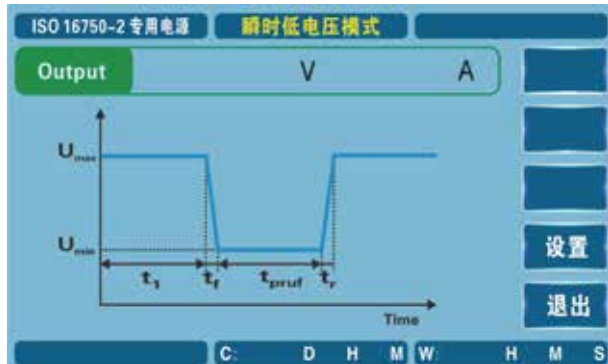 ISO 16750-2 专用电源 瞬时低电压模式
Output V A
Umax
Umin
t1 tf tpruf tr
Time
设置
退出
C: D H M W: H M S